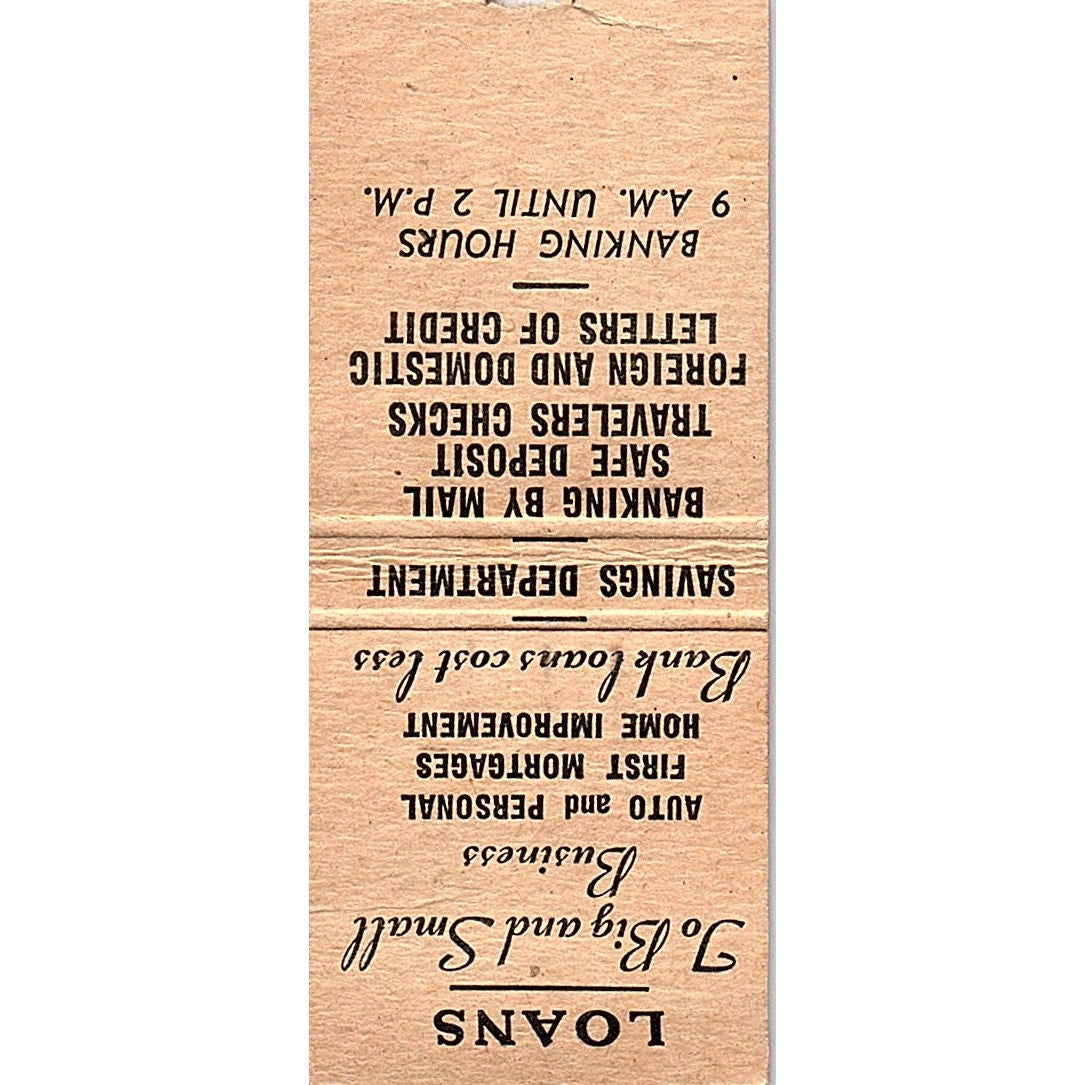 LOANS
To Big and Small
Business
AUTO and PERSONAL
FIRST MORTGAGES
HOME IMPROVEMENT
Bank loans cost less
SAVINGS DEPARTMENT
BANKING BY MAIL
SAFE DEPOSIT
TRAVELERS CHECKS
FOREIGN AND DOMESTIC
LETTERS OF CREDIT
BANKING HOURS
9 A.M. UNTIL 2 P.M.